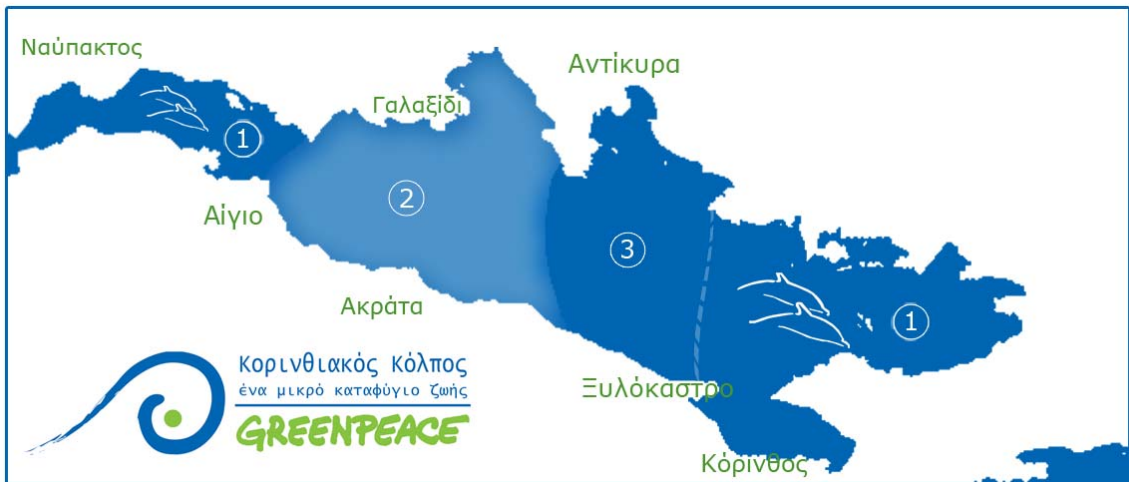 Ναύπακτος
Αντίκυρα
Γαλαξίδι
1
2
Αίγιο
3
Ακράτα
1
Κορινθιακός Κόλπος
ένα μικρό καταφύγιο ζωής
GREENPEACE
Ξυλόκαστρο
Κόρινθος